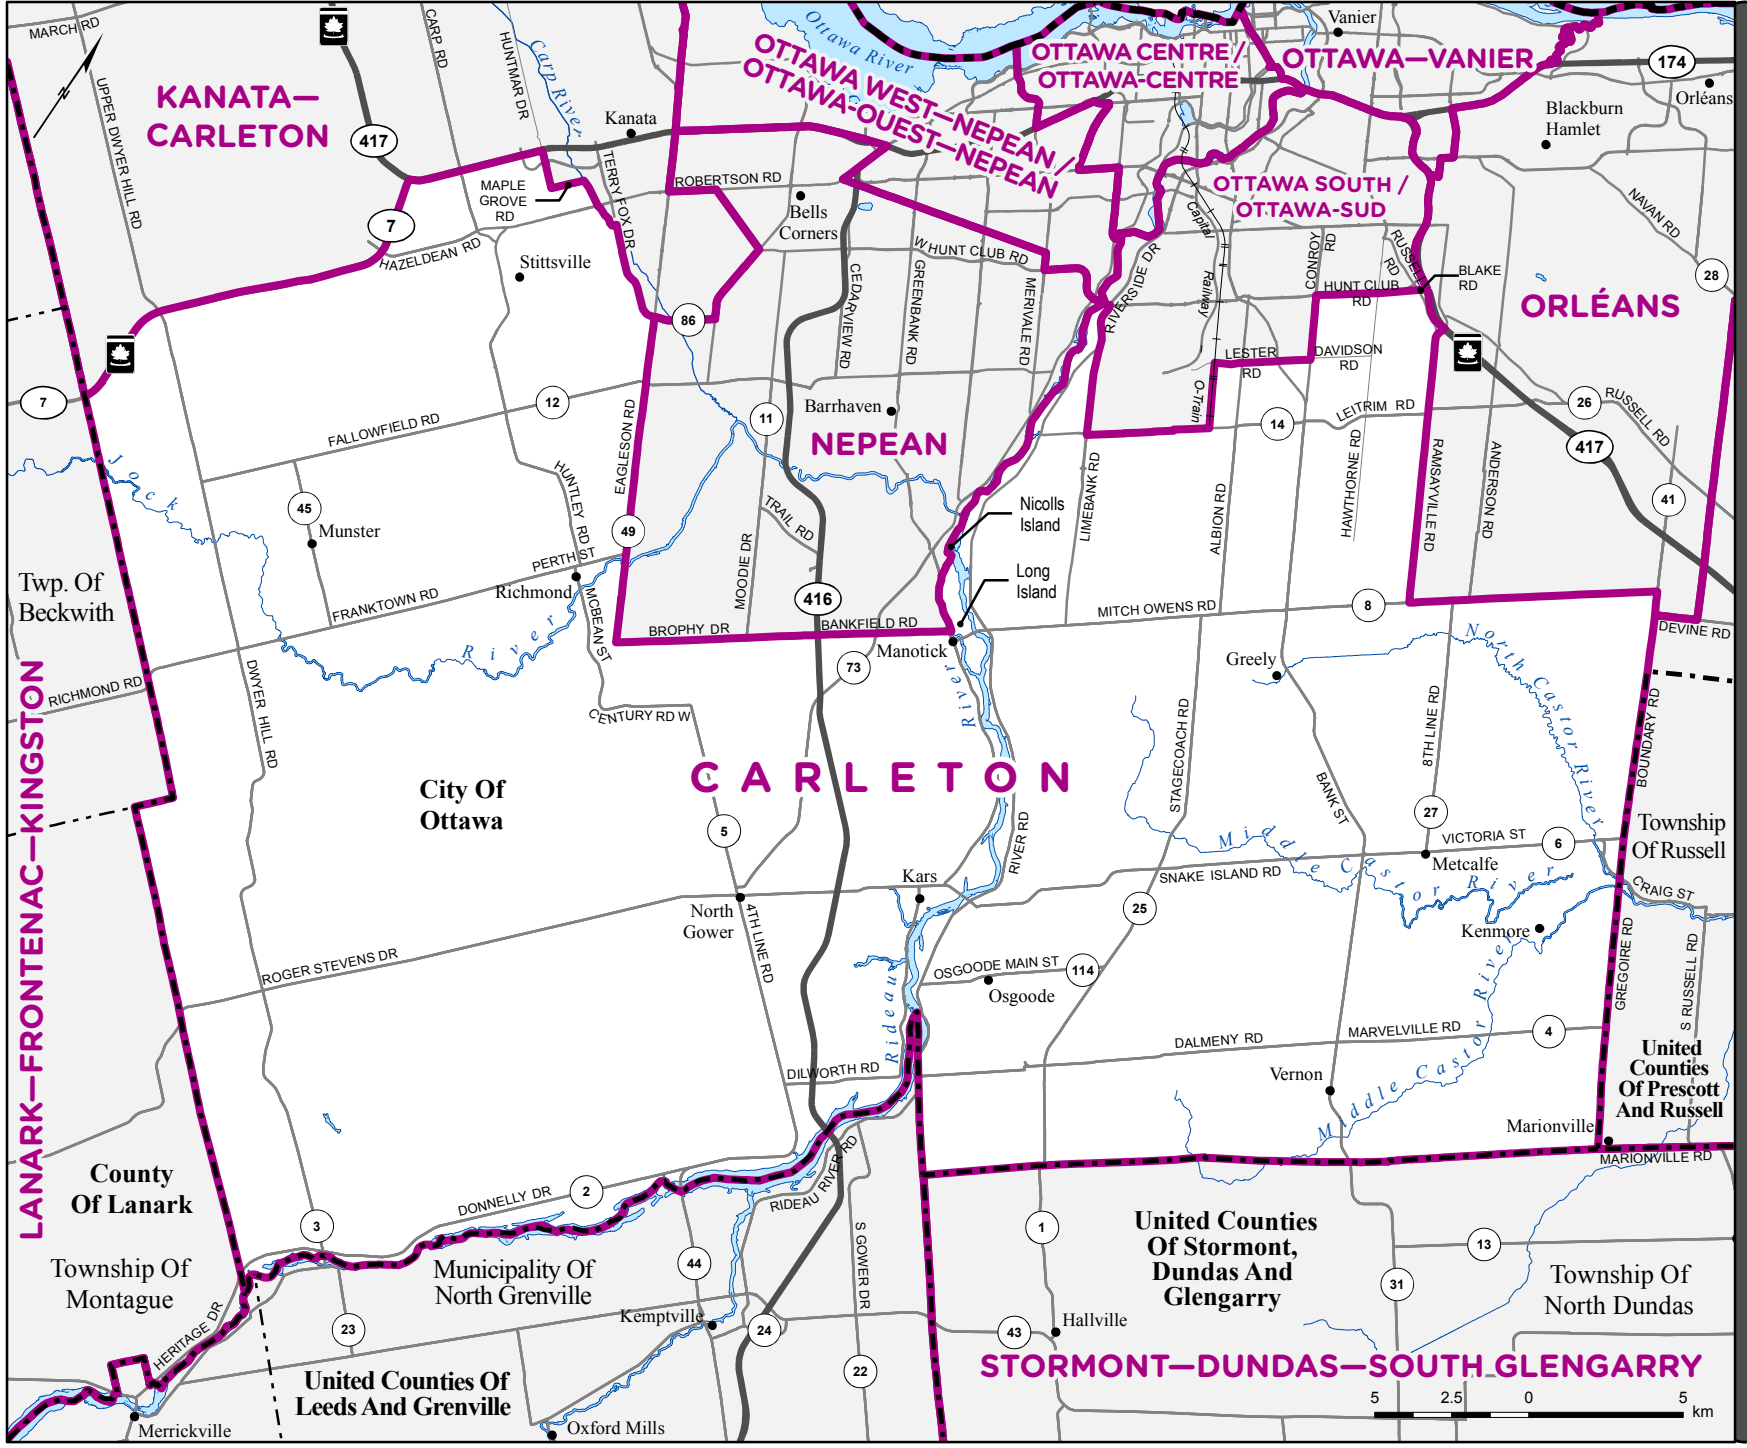 MARCH RD
CARP RD
HUNTMAR DR
Carp River
Ottawa River
UPPER DWYER HILL RD
KANATA—
CARLETON
417
Kanata
OTTAWA WEST—NEPEAN /
OTTAWA-OUEST—NEPEAN
OTTAWA CENTRE /
OTTAWA-CENTRE
Vanier
OTTAWA—VANIER
174
Orléans
Blackburn
Hamlet
MAPLE
GROVE
RD
TERRY FOX DR
ROBERTSON RD
Bells
Corners
OTTAWA SOUTH /
OTTAWA-SUD
NAVAN RD
28
7
HAZELDEAN RD
Stittsville
W HUNT CLUB RD
CEDARVIEW RD
GREENBANK RD
MERIVALE RD
RIVERSIDE DR
Capital
Railway
O-Train
CONROY
RD
RUSSELL
RD
HUNT CLUB
RD
BLAKE
RD
ORLÉANS
86
LESTER
RD
DAVIDSON
RD
7
12
FALLOWFIELD RD
EAGLESON RD
11
Barrhaven
NEPEAN
14
LEITRIM RD
26
RUSSELL RD
417
41
Jock
45
Munster
HUNTLEY RD
49
TRAIL RD
MOODIE DR
Nicolls
Island
Long
Island
LIMEBANK RD
ALBION RD
HAWTHORNE RD
RAMSAYVILLE RD
ANDERSON RD
Twp. Of
Beckwith
PERTH ST
Richmond
FRANKTOWN RD
MCBEAN ST
416
BROPHY DR
BANKFIELD RD
MITCH OWENS RD
8
DEVINE RD
River
RICHMOND RD
DWYER HILL RD
73
Manotick
River
Greely
North Castor River
CENTURY RD W
STAGECOACH RD
8TH LINE RD
BOUNDARY RD
LANARK—FRONTENAC—KINGSTON
City Of
Ottawa
CARLETON
5
BANK ST
27
VICTORIA ST
6
Township
Of Russell
RIVER RD
Middle Castor River
Metcalfe
SNAKE ISLAND RD
CRAIG ST
Kars
North
Gower
4TH LINE RD
25
Kenmore
GREGOIRE RD
S RUSSELL RD
ROGER STEVENS DR
OSGOODE MAIN ST
114
Osgoode
Rideau
DALMENY RD
MARVELVILLE RD
4
DILWORTH RD
Vernon
Middle Castor River
United
Counties
Of Prescott
And Russell
Marionville
MARIONVILLE RD
County
Of Lanark
DONNELLY DR
2
RIDEAU RIVER RD
3
1
United Counties
Of Stormont,
Dundas And
Glengarry
13
Township Of
Montague
Municipality Of
North Grenville
44
S GOWER DR
31
Township Of
North Dundas
HERITAGE DR
23
Kemptville
24
43
Hallville
22
STORMONT—DUNDAS—SOUTH GLENGARRY
United Counties Of
Leeds And Grenville
Merrickville
Oxford Mills
5 2.5 0 5
km